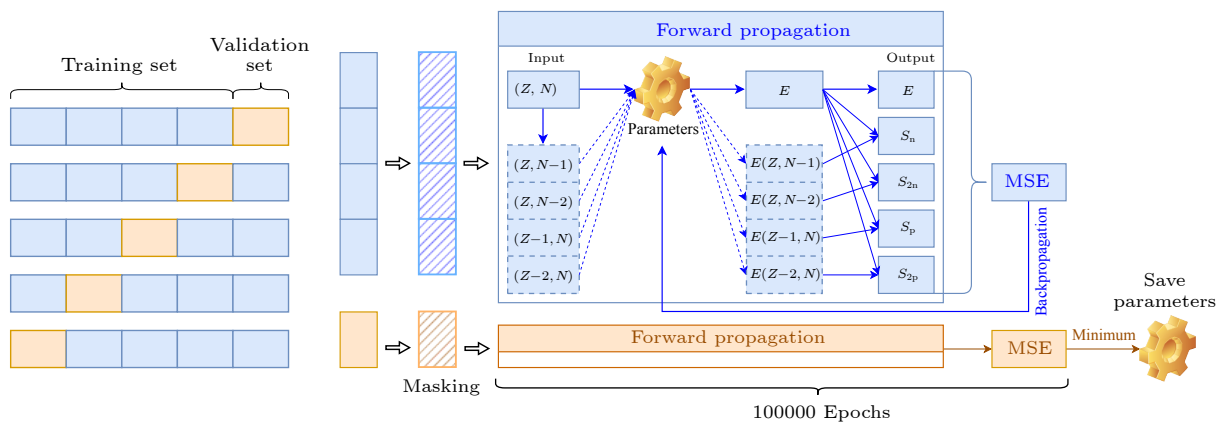 Training set
Validation
set
Masking
Forward propagation
Input
Output
(Z, N)
(Z, N−1)
(Z, N−2)
(Z−1, N)
(Z−2, N)
Parameters
E
E(Z, N−1)
E(Z, N−2)
E(Z−1, N)
E(Z−2, N)
E
Sn
S2n
Sp
S2p
MSE
Backpropagation
Forward propagation
MSE
Minimum
Save
parameters
100000 Epochs